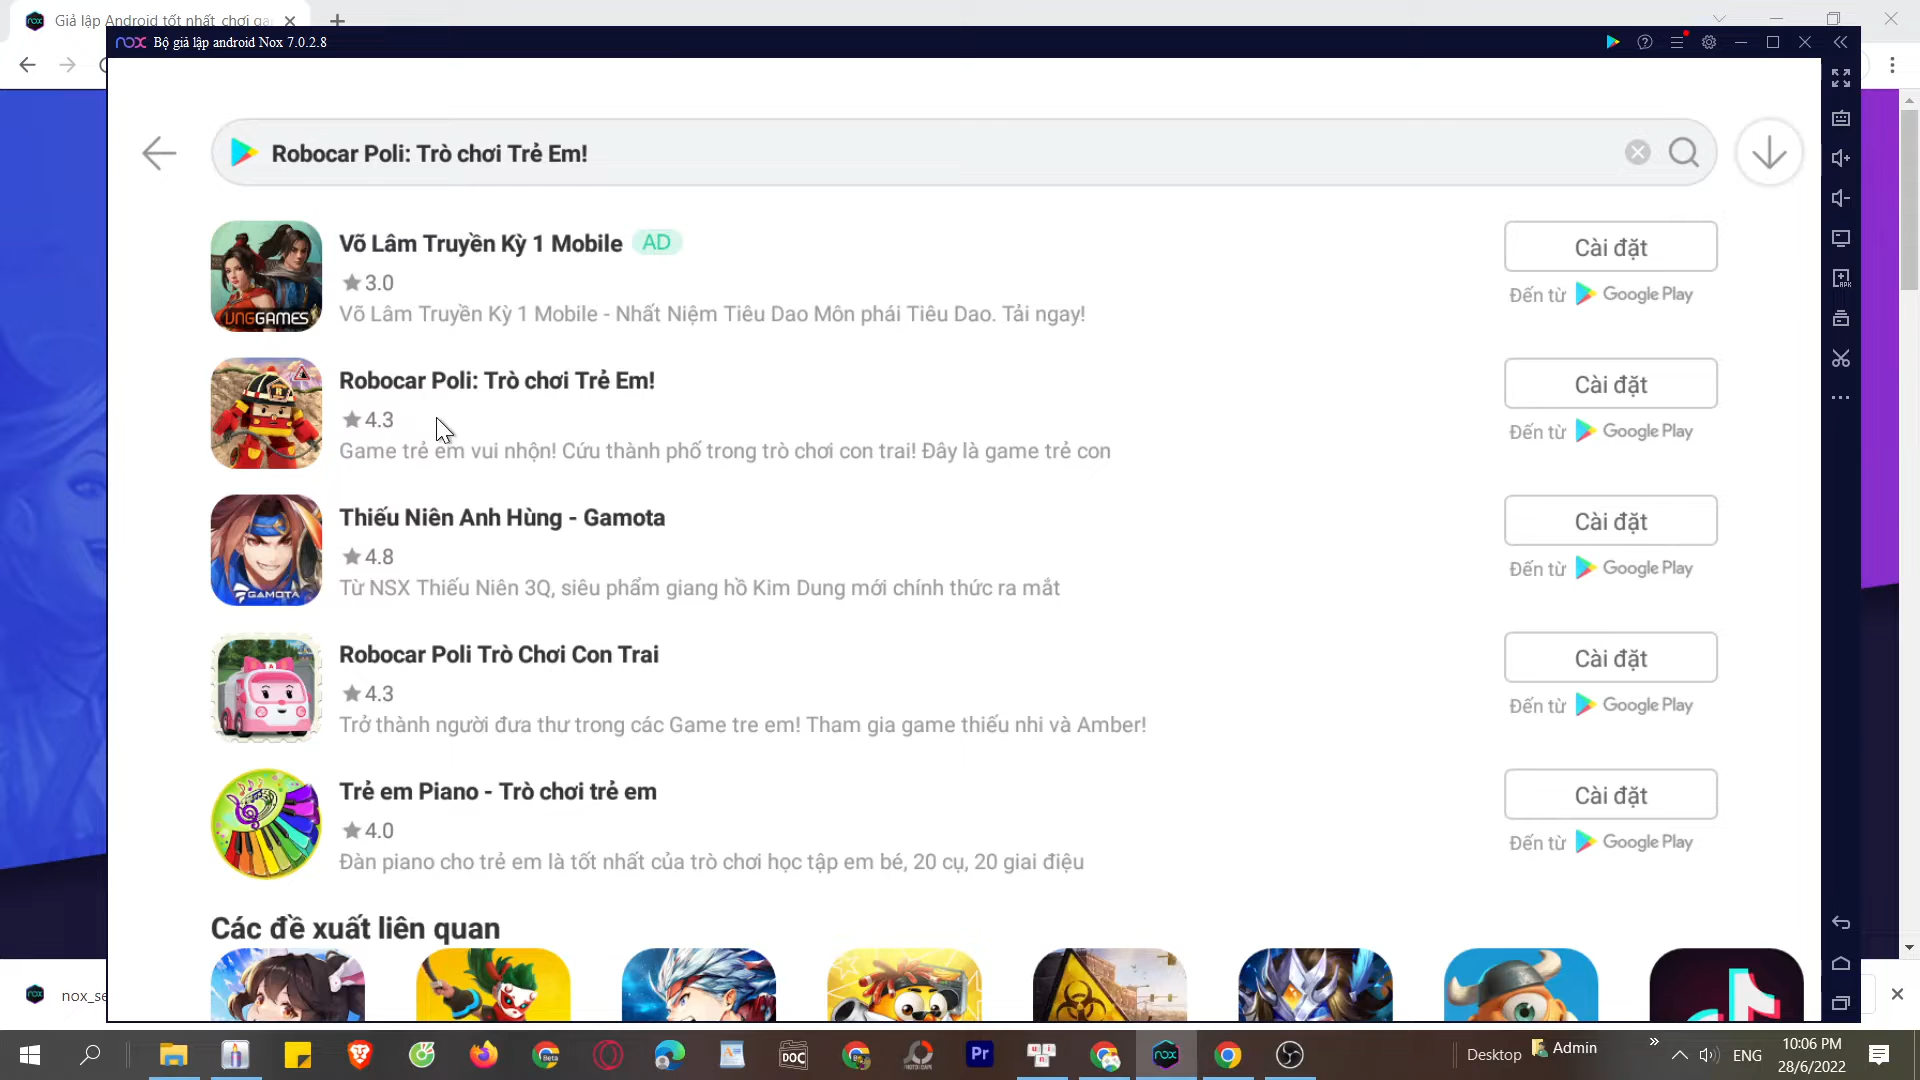 Giả lập Android tốt nhất, chơi ga
nox Bộ giả lập android Nox 7.0.2.8
Robocar Poli: Trò chơi Trẻ Em!
Võ Lâm Truyền Kỳ 1 Mobile AD
3.0
Võ Lâm Truyền Kỳ 1 Mobile - Nhất Niệm Tiêu Dao Môn phái Tiêu Dao. Tải ngay!
VNGGAMES
Cài đặt
Đến từ Google Play
Robocar Poli: Trò chơi Trẻ Em!
4.3
Game trẻ em vui nhộn! Cứu thành phố trong trò chơi con trai! Đây là game trẻ con
Cài đặt
Đến từ Google Play
Thiếu Niên Anh Hùng - Gamota
4.8
Từ NSX Thiếu Niên 3Q, siêu phẩm giang hồ Kim Dung mới chính thức ra mắt
GAMOTA
Cài đặt
Đến từ Google Play
Robocar Poli Trò Chơi Con Trai
4.3
Trở thành người đưa thư trong các Game tre em! Tham gia game thiếu nhi và Amber!
Cài đặt
Đến từ Google Play
Trẻ em Piano - Trò chơi trẻ em
4.0
Đàn piano cho trẻ em là tốt nhất của trò chơi học tập em bé, 20 cụ, 20 giai điệu
Cài đặt
Đến từ Google Play
Các đề xuất liên quan
nox_se
Desktop
Admin
ENG
10:06 PM
28/6/2022
Beta
DOC
Pr
nox
APK